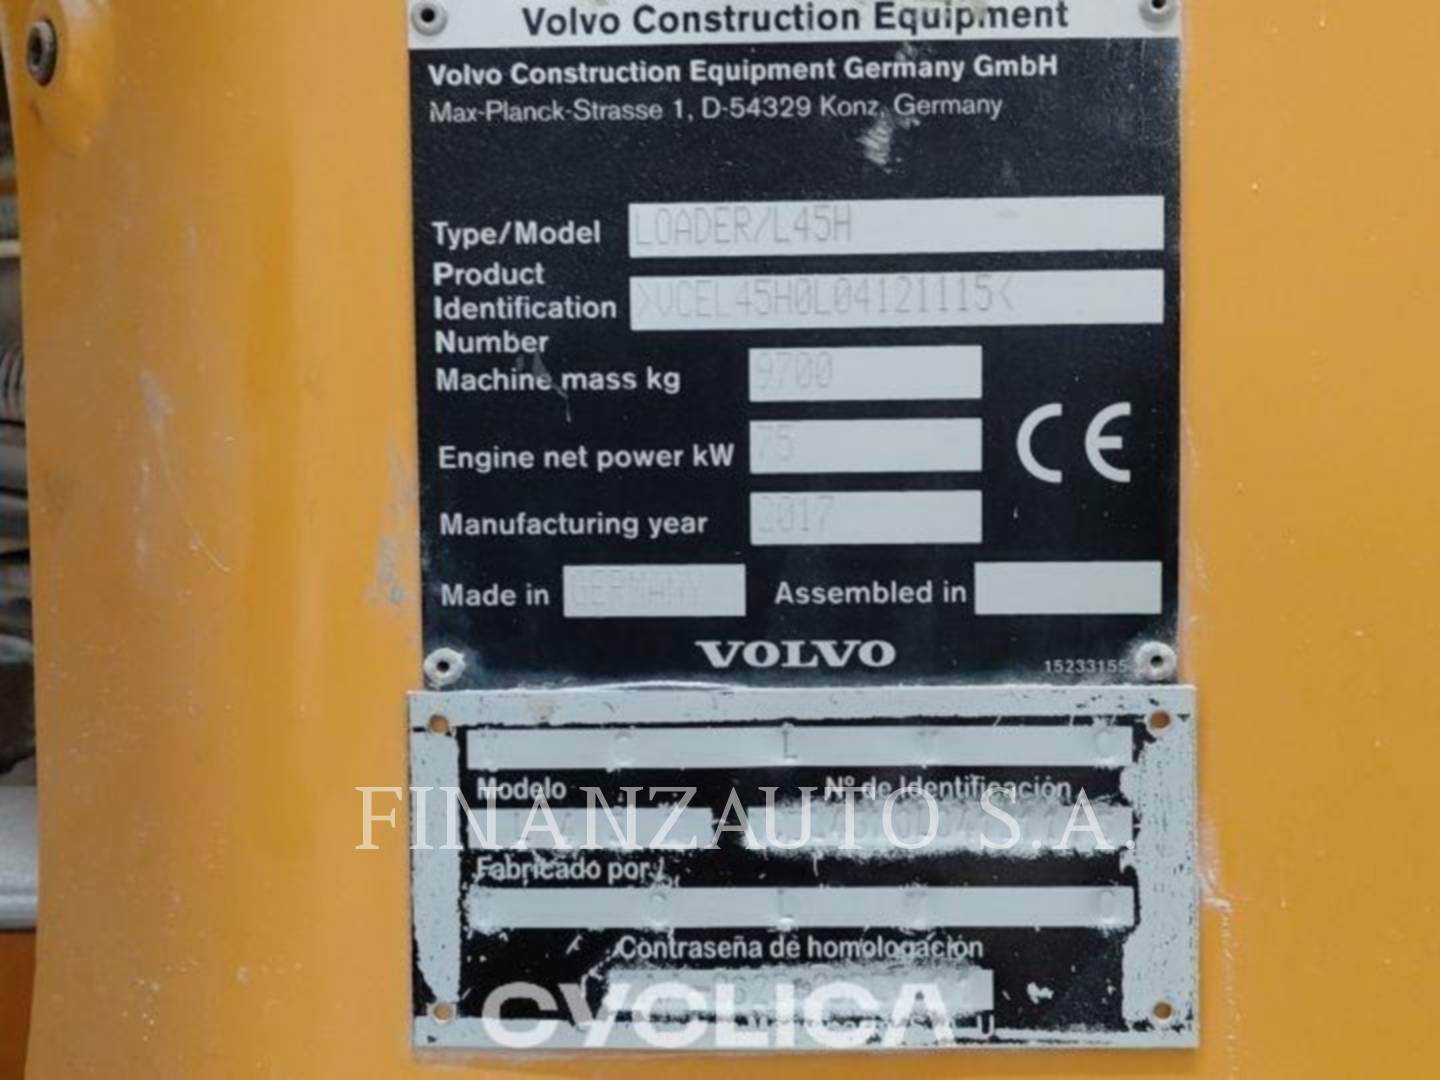 Volvo Construction Equipment
Volvo Construction Equipment Germany GmbH
Max-Planck-Strasse 1, D-54329 Konz, Germany
Type/Model LOADER/L45H
Product
Identification >VCEL45H0L04121115<
Number
Machine mass kg 9700
Engine net power kW 75
Manufacturing year 2017
Made in GERMANY Assembled in
VOLVO
15233155
V O L V O
Modelo Nº de Identificación
FINANZAUTO S.A.
Fabricado por
V O L V O
Contraseña de homologación
CYCLICA